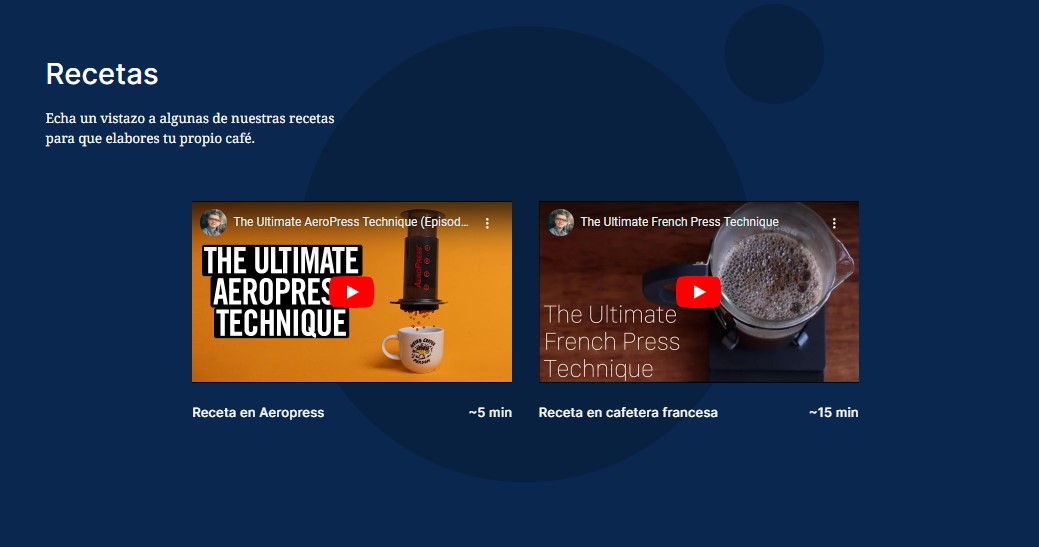 Recetas
Echa un vistazo a algunas de nuestras recetas
para que elabores tu propio café.
The Ultimate AeroPress Technique (Episod...
THE ULTIMATE
AEROPRES
TECHNIQUE
AeroPress
The Ultimate French Press Technique
The Ultimate
French Press
Technique
Receta en Aeropress
~5 min
Receta en cafetera francesa
~15 min